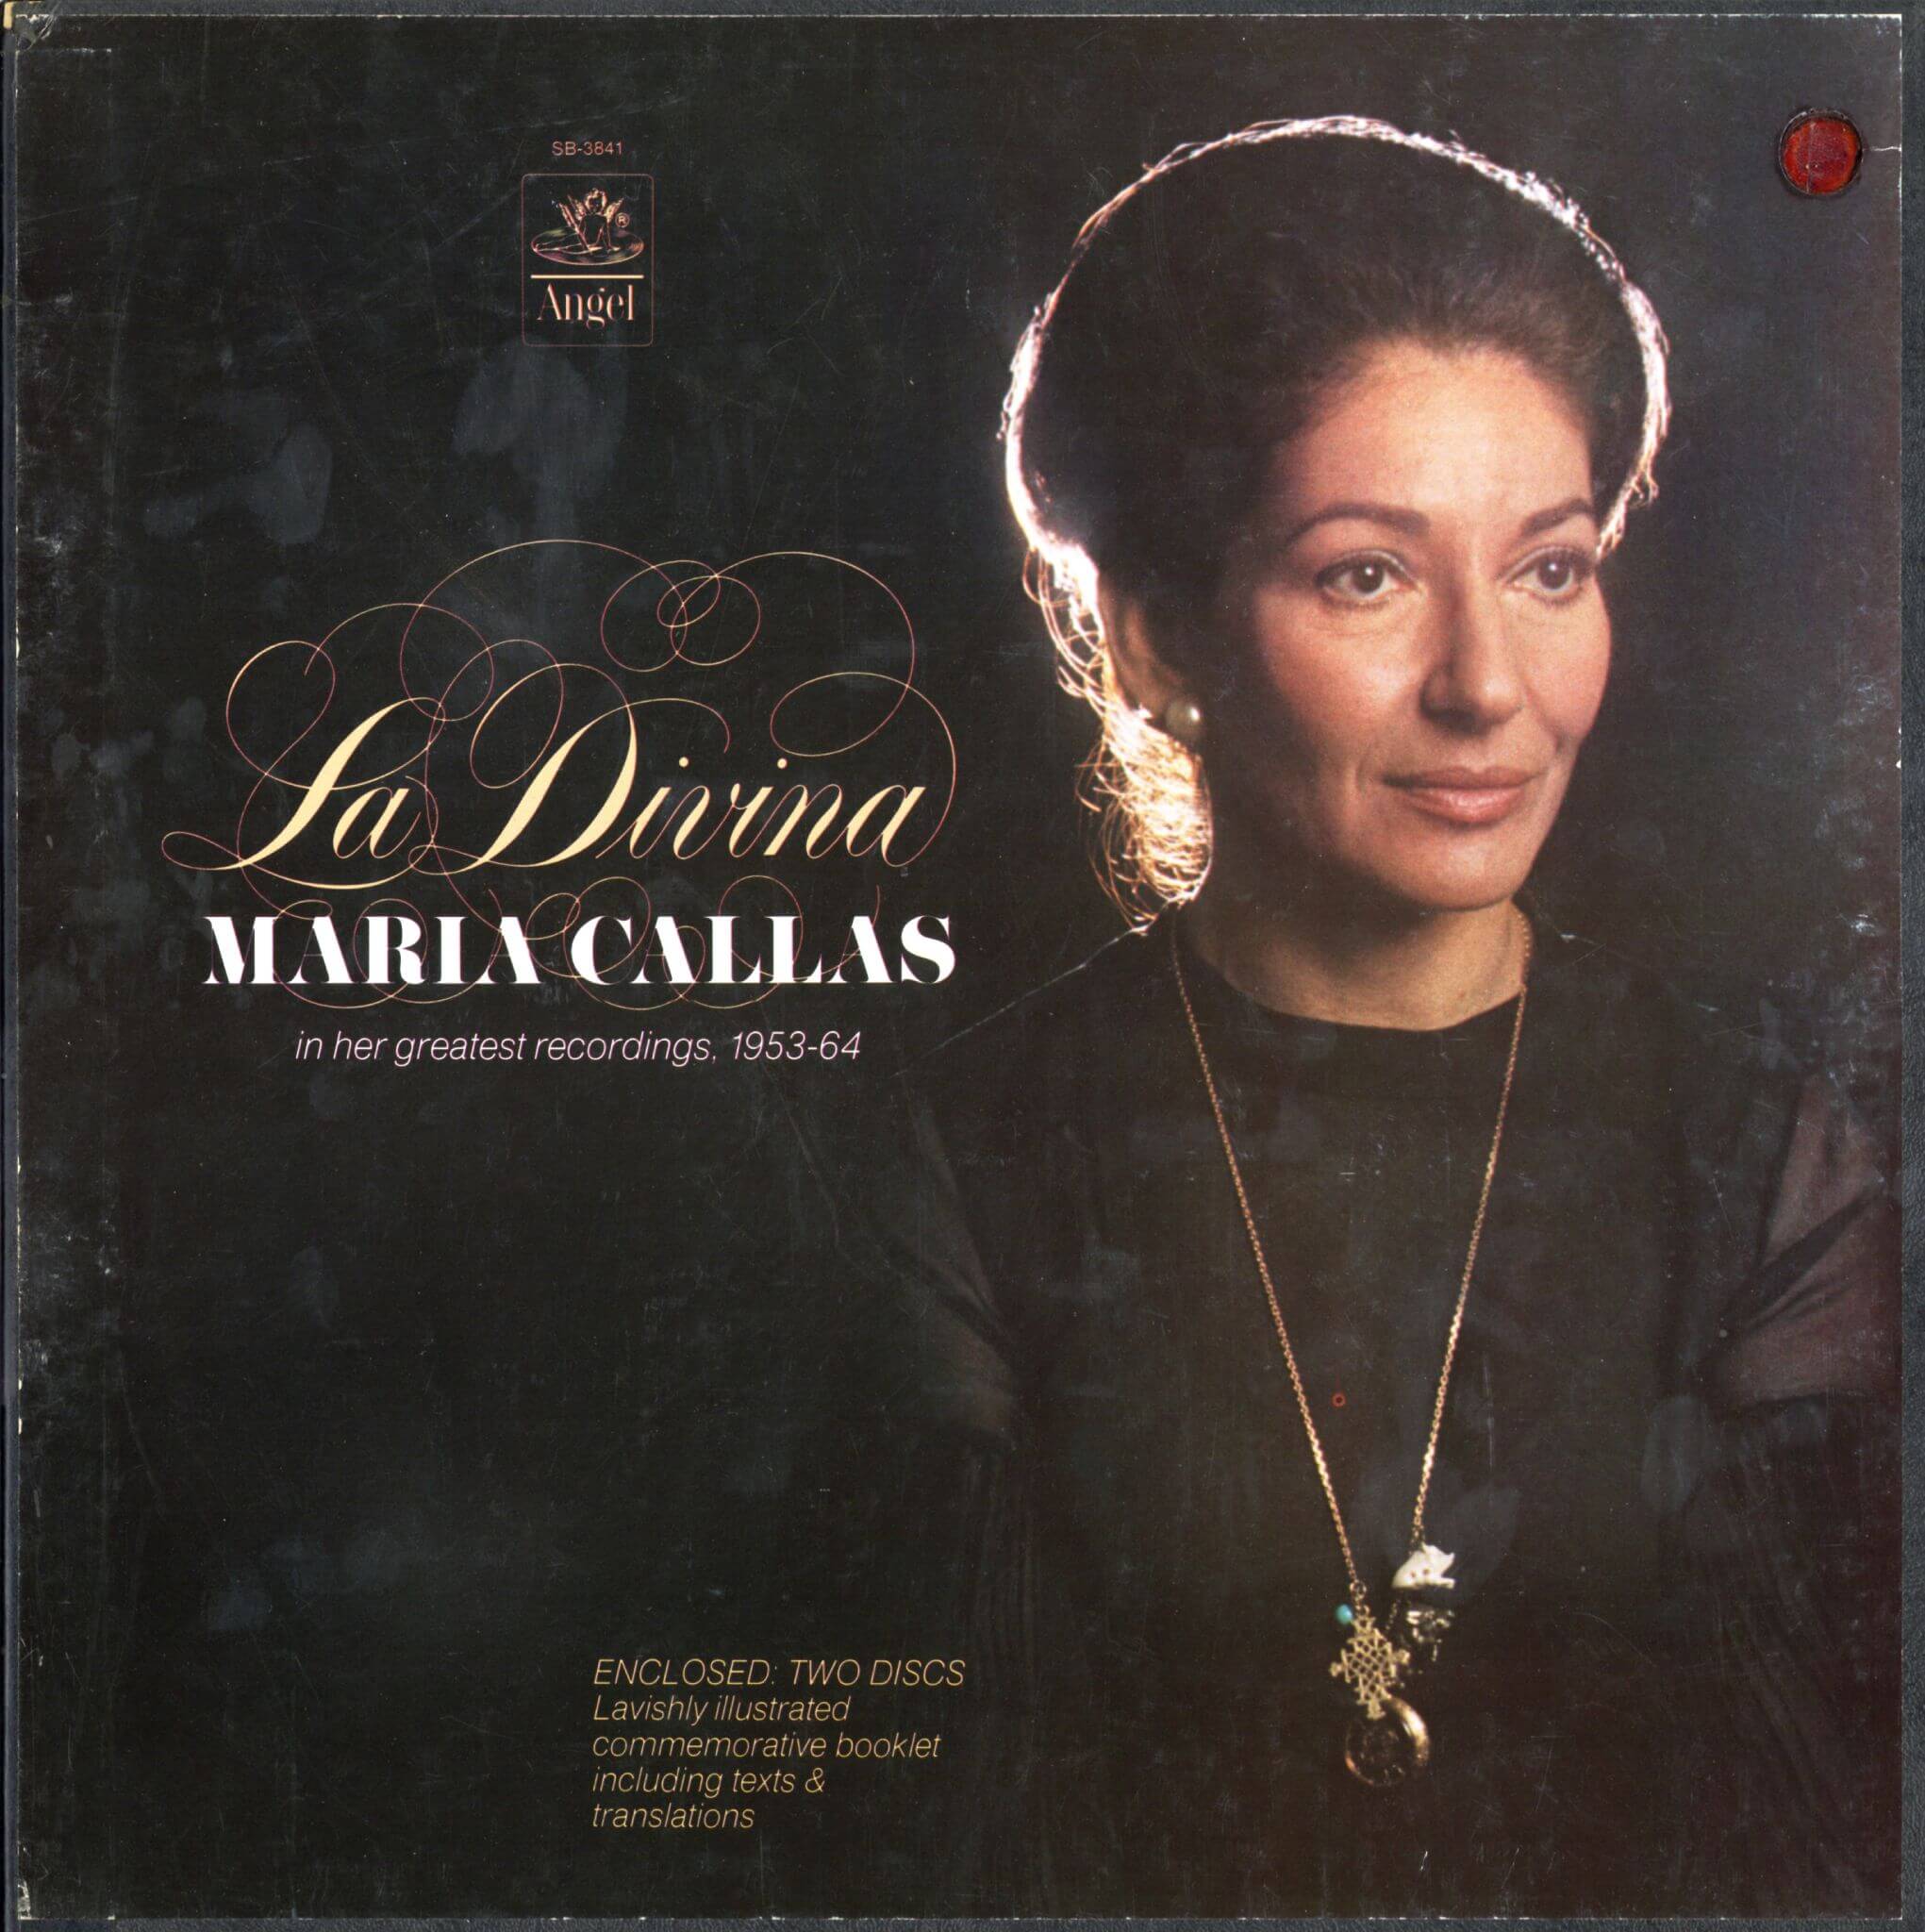 SB-3841
®
Angel
La Divina
MARIA CALLAS
in her greatest recordings, 1953-64
ENCLOSED: TWO DISCS
Lavishly illustrated
commemorative booklet
including texts &
translations